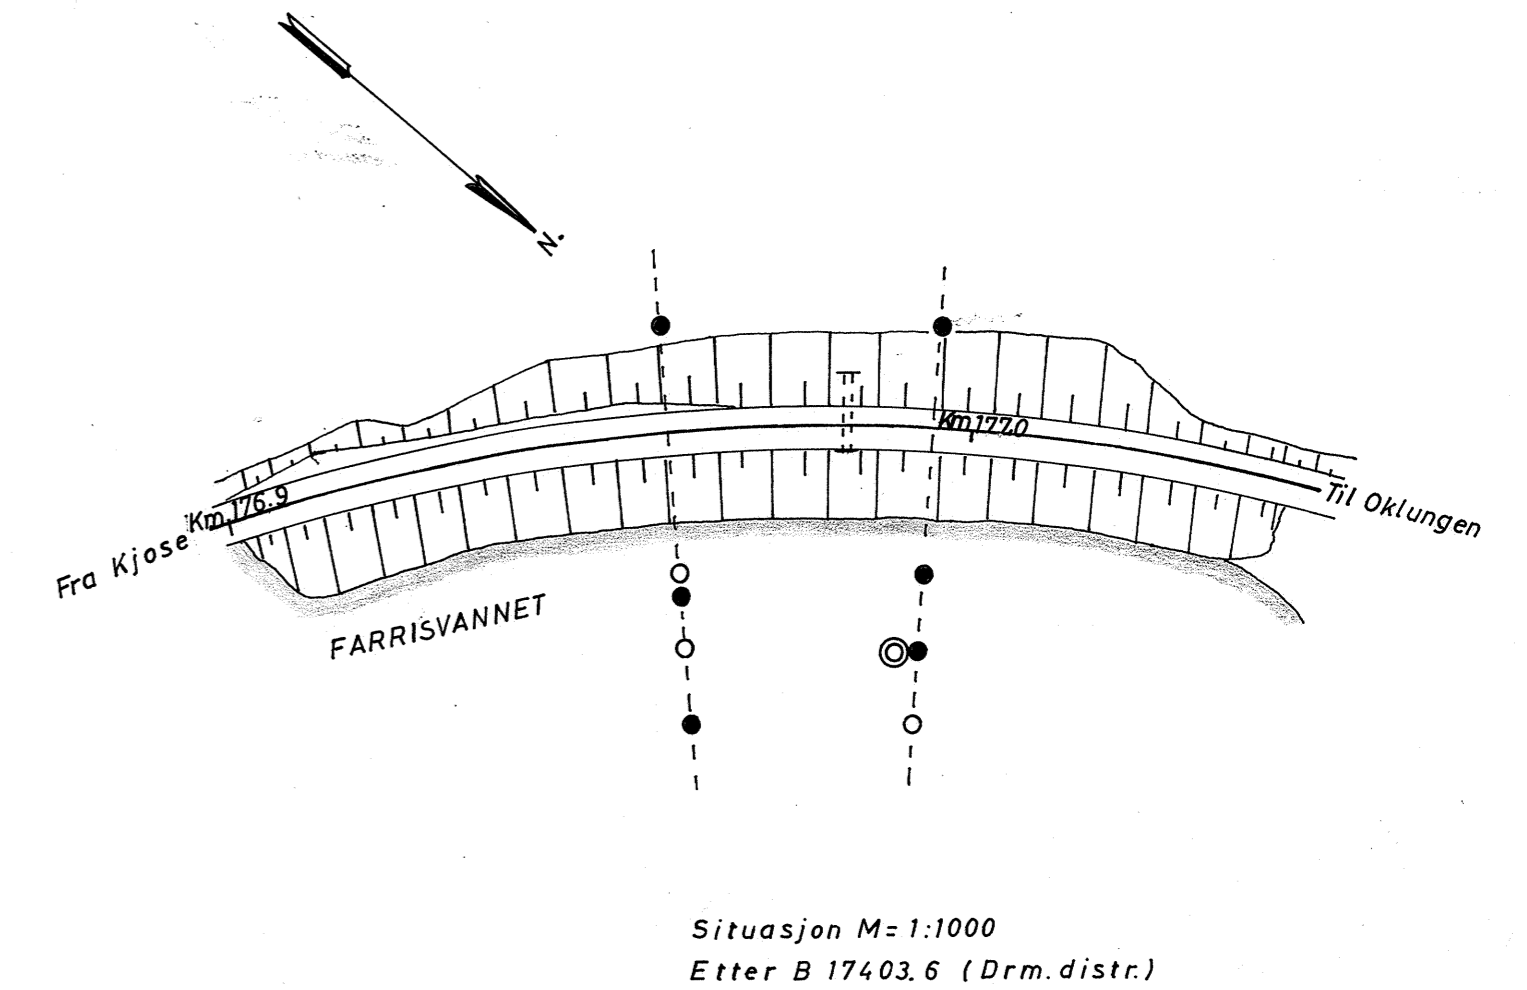 N.
Km 177.0
Km 176.9
Fra Kjose
Til Oklungen
FARRISVANNET
Situasjon M= 1:1000
Etter B 17403.6 (Drm. distr.)